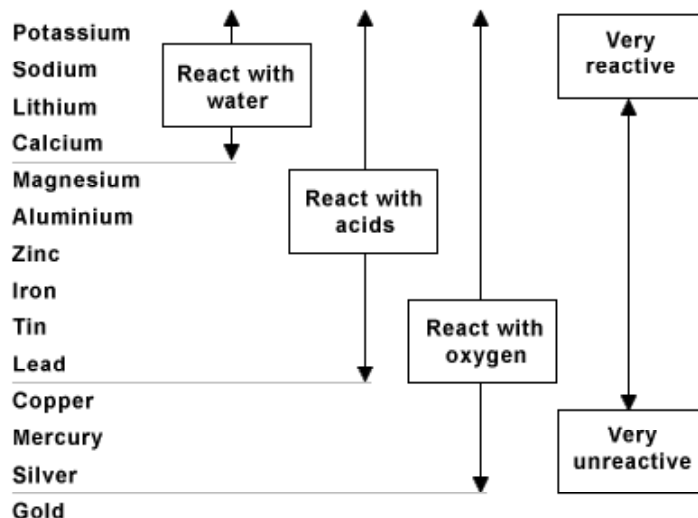 Potassium
Sodium
Lithium
Calcium
Magnesium
Aluminium
Zinc
Iron
Tin
Lead
Copper
Mercury
Silver
Gold
React with
water
React with
acids
React with
oxygen
Very
reactive
Very
unreactive